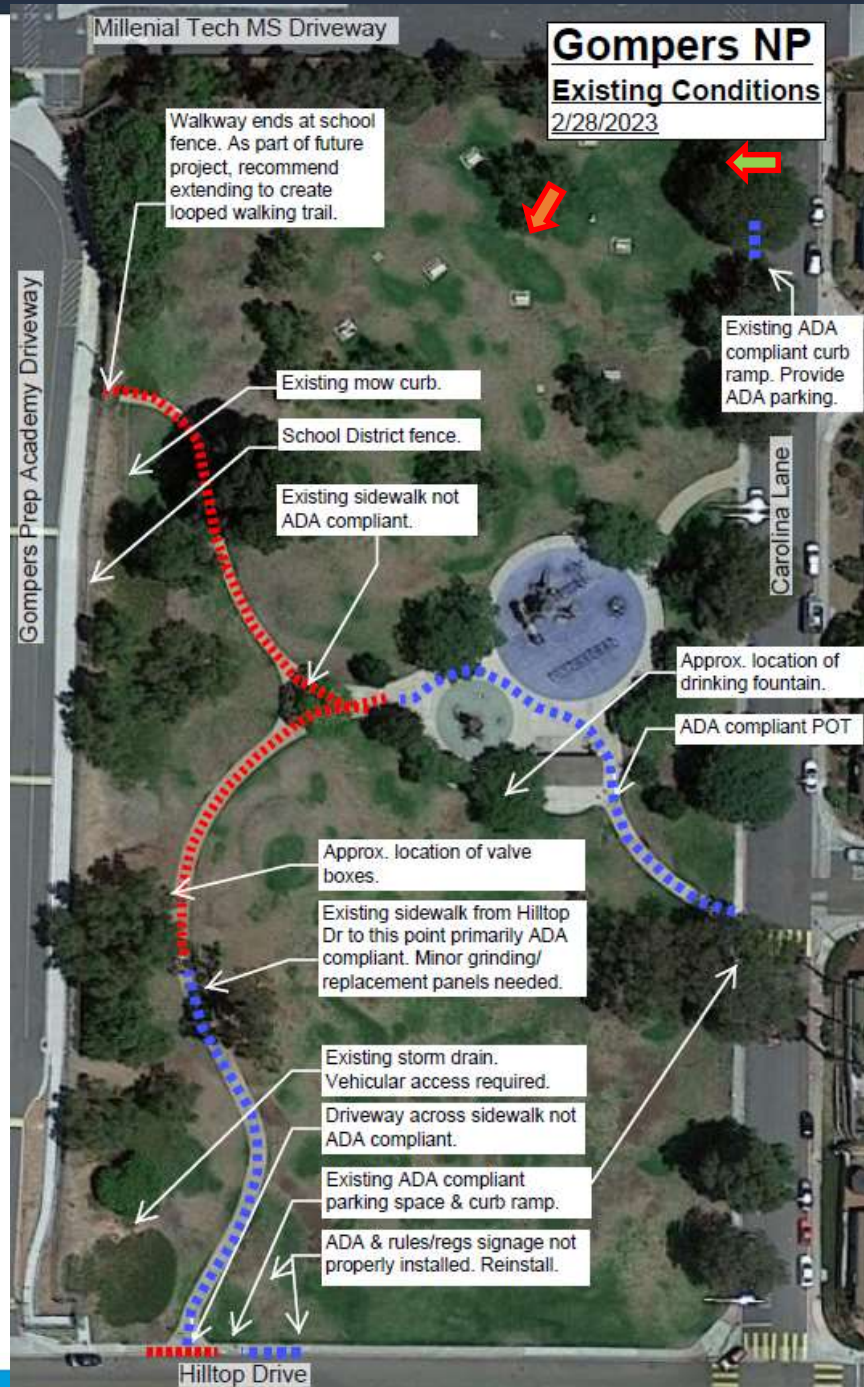 Millenial Tech MS Driveway
Gompers NP
Existing Conditions
2/28/2023
Walkway ends at school
fence. As part of future
project, recommend
extending to create
looped walking trail.
Gompers Prep Academy Driveway
Existing ADA
compliant curb
ramp. Provide
ADA parking.
Existing mow curb.
School District fence.
Carolina Lane
Existing sidewalk not
ADA compliant.
Approx. location of
drinking fountain.
ADA compliant POT
Approx. location of valve
boxes.
Existing sidewalk from Hilltop
Dr to this point primarily ADA
compliant. Minor grinding/
replacement panels needed.
Existing storm drain.
Vehicular access required.
Driveway across sidewalk not
ADA compliant.
Existing ADA compliant
parking space & curb ramp.
ADA & rules/regs signage not
properly installed. Reinstall.
Hilltop Drive